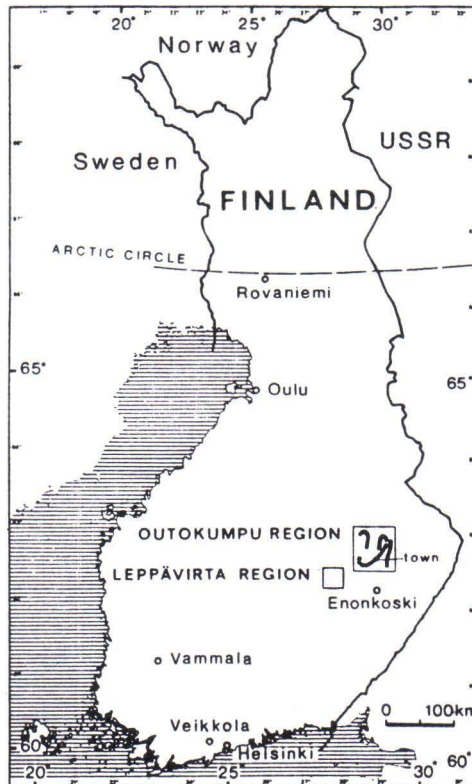 20° 25° 30°
Norway
USSR
Sweden
FINLAND
ARCTIC CIRCLE
Rovaniemi
65° 65°
Oulu
OUTOKUMPU REGION
town
LEPPÄVIRTA REGION
Enonkoski
Vammala
0 100km
Veikkola
60° Helsinki 60°
20° 25° 30°